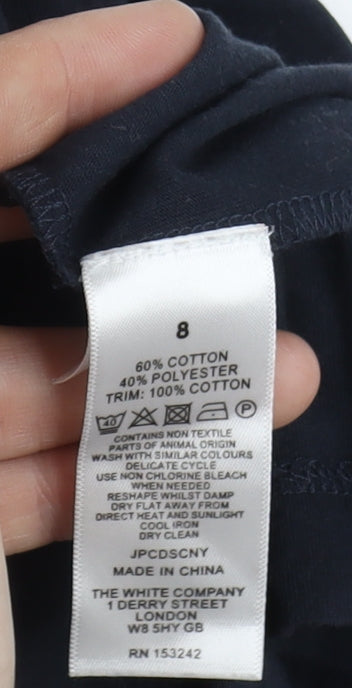 8
60% COTTON
40% POLYESTER
TRIM: 100% COTTON
40 P
CONTAINS NON TEXTILE
PARTS OF ANIMAL ORIGIN
WASH WITH SIMILAR COLOURS
DELICATE CYCLE
USE NON CHLORINE BLEACH
WHEN NEEDED
RESHAPE WHILST DAMP
DRY FLAT AWAY FROM
DIRECT HEAT AND SUNLIGHT
COOL IRON
DRY CLEAN
JPCDSCNY
MADE IN CHINA
THE WHITE COMPANY
1 DERRY STREET
LONDON
W8 5HY GB
RN 153242